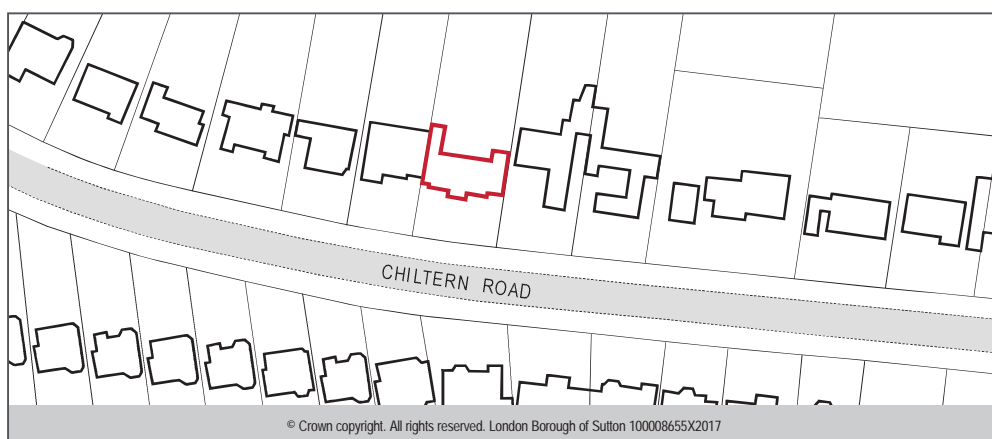 CHILTERN ROAD
© Crown copyright. All rights reserved. London Borough of Sutton 100008655X2017